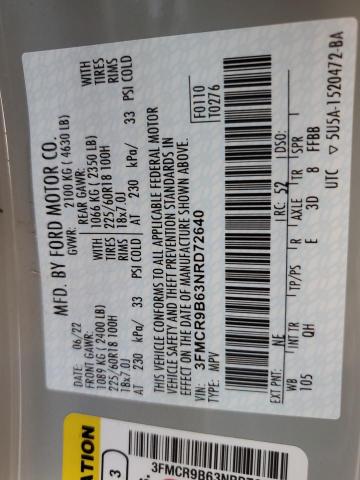 MFD. BY FORD MOTOR CO.
DATE: 06/22 GVWR: 2100 KG ( 4630 LB)
FRONT GAWR: REAR GAWR:
1089 KG ( 2400 LB) 1066 KG ( 2350 LB) WITH WITH
225/60R18 100H 225/60R18 100H TIRES TIRES
18x7.0J 18x7.0J RIMS RIMS
AT 230 kPa/ 33 PSI COLD AT 230 kPa/ 33 PSI COLD
THIS VEHICLE CONFORMS TO ALL APPLICABLE FEDERAL MOTOR
VEHICLE SAFETY AND THEFT PREVENTION STANDARDS IN
EFFECT ON THE DATE OF MANUFACTURE SHOWN ABOVE.
VIN: 3FMCR9B63NRD72640 F0110
TYPE: MPV T0276
EXT PNT: NE RC: 52 DSO:
WB INT TR TP/PS R AXLE TR SPR
105 QH E 3D 8 FFBB
UTC ▽5U5A-1520472-BA
3FMCR9B63NRD7
ATION
3